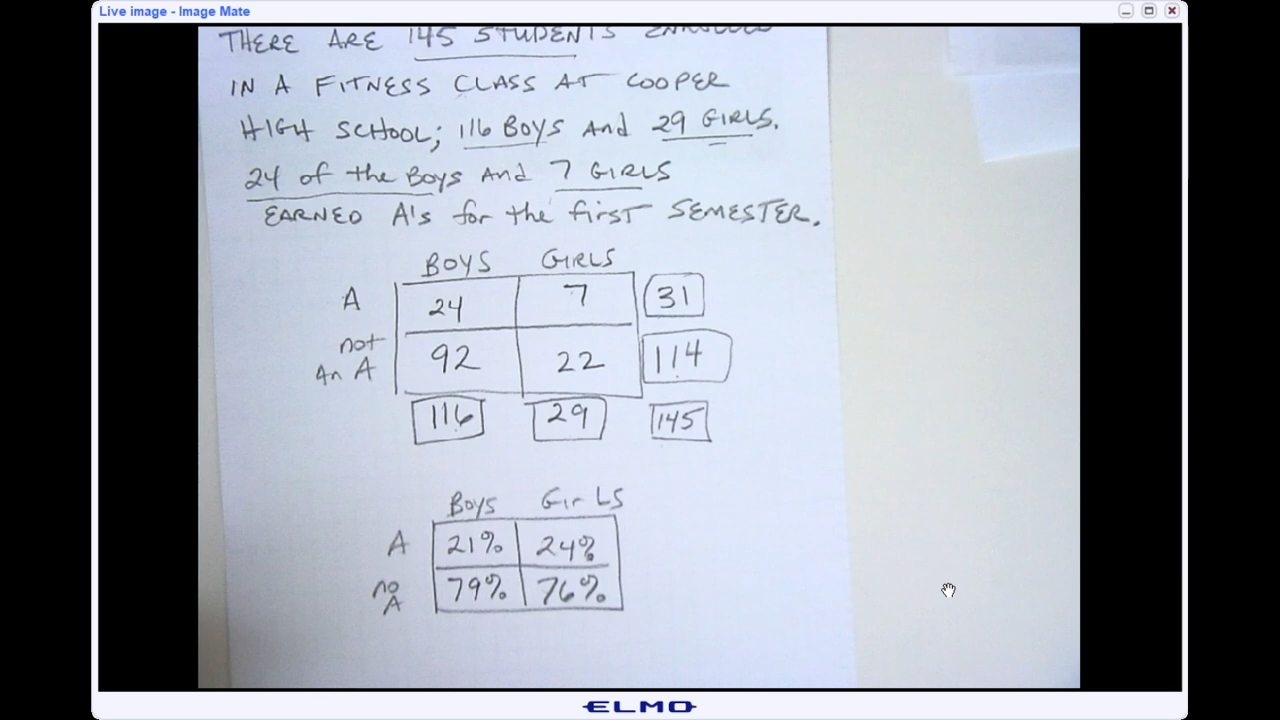 Live image - Image Mate
THERE ARE 145 STUDENTS ENROLLED
IN A FITNESS CLASS AT COOPER
HIGH SCHOOL; 116 BOYS AND 29 GIRLS.
24 of the BOYS AND 7 GIRLS
EARNED A's for the first SEMESTER.
BOYS GIRLS
A 24 7 31
not
An A 92 22 114
116 29 145
Boys GirLS
A 21% 24%
no
A 79% 76%
ELMO